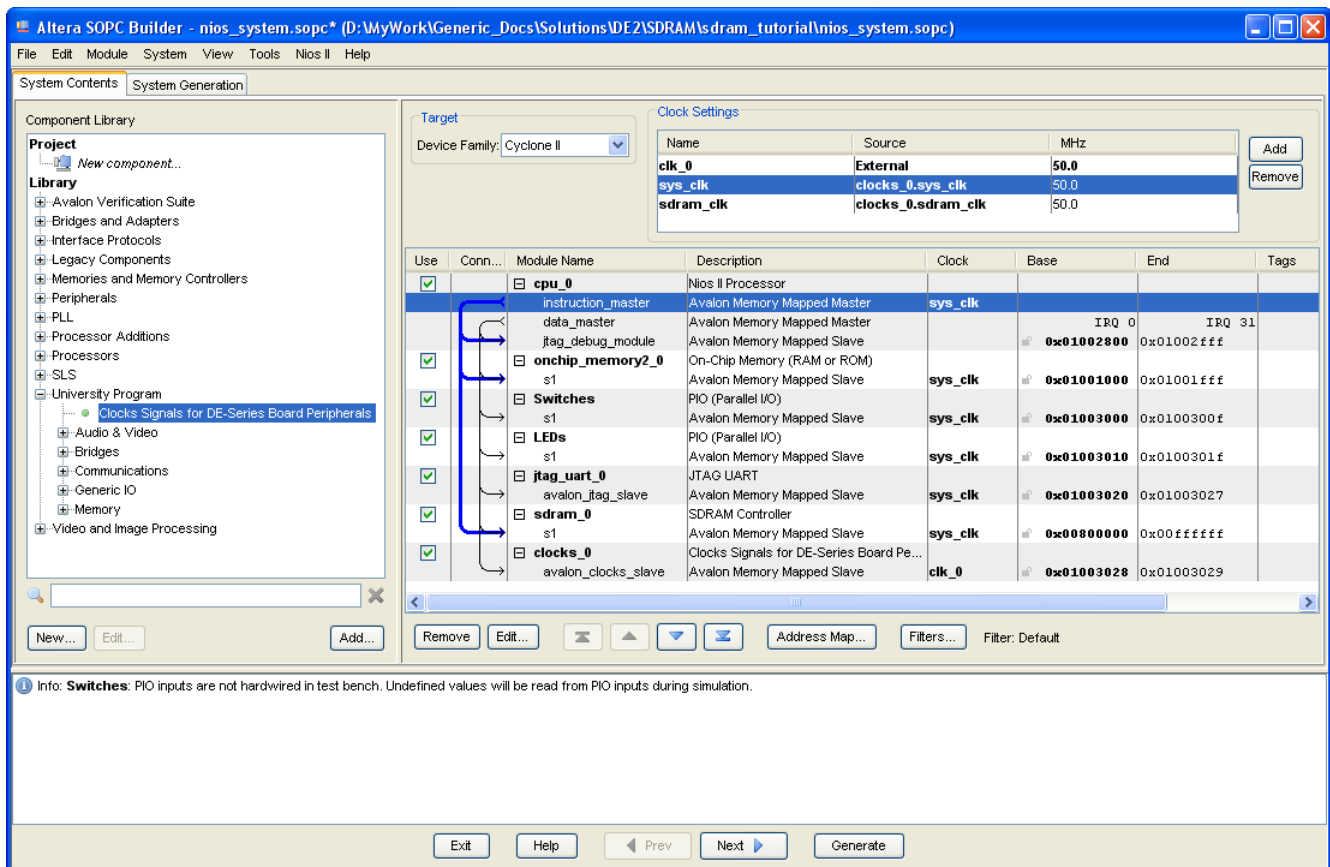 Altera SOPC Builder - nios_system.sopc* (D:\MyWork\Generic_Docs\Solutions\DE2\SDRAM\sdram_tutorial\nios_system.sopc)
File Edit Module System View Tools Nios II Help
System Contents System Generation
Component Library
Project
New component...
Library
Avalon Verification Suite
Bridges and Adapters
Interface Protocols
Legacy Components
Memories and Memory Controllers
Peripherals
PLL
Processor Additions
Processors
SLS
University Program
Clocks Signals for DE-Series Board Peripherals
Audio & Video
Bridges
Communications
Generic IO
Memory
Video and Image Processing
New... Edit... Add...
Target
Device Family: Cyclone II
Clock Settings
Name Source MHz
clk_0 External 50.0
sys_clk clocks_0.sys_clk 50.0
sdram_clk clocks_0.sdram_clk 50.0
Add
Remove
Use Conn... Module Name Description Clock Base End Tags
cpu_0 Nios II Processor
instruction_master Avalon Memory Mapped Master sys_clk
data_master Avalon Memory Mapped Master IRQ 0 IRQ 31
jtag_debug_module Avalon Memory Mapped Slave 0x01002800 0x01002fff
onchip_memory2_0 On-Chip Memory (RAM or ROM)
s1 Avalon Memory Mapped Slave sys_clk 0x01001000 0x01001fff
Switches PIO (Parallel I/O)
s1 Avalon Memory Mapped Slave sys_clk 0x01003000 0x0100300f
LEDs PIO (Parallel I/O)
s1 Avalon Memory Mapped Slave sys_clk 0x01003010 0x0100301f
jtag_uart_0 JTAG UART
avalon_jtag_slave Avalon Memory Mapped Slave sys_clk 0x01003020 0x01003027
sdram_0 SDRAM Controller
s1 Avalon Memory Mapped Slave sys_clk 0x00800000 0x00ffffff
clocks_0 Clocks Signals for DE-Series Board Pe...
avalon_clocks_slave Avalon Memory Mapped Slave clk_0 0x01003028 0x01003029
Remove Edit... Address Map... Filters... Filter: Default
Info: Switches: PIO inputs are not hardwired in test bench. Undefined values will be read from PIO inputs during simulation.
Exit Help Prev Next Generate